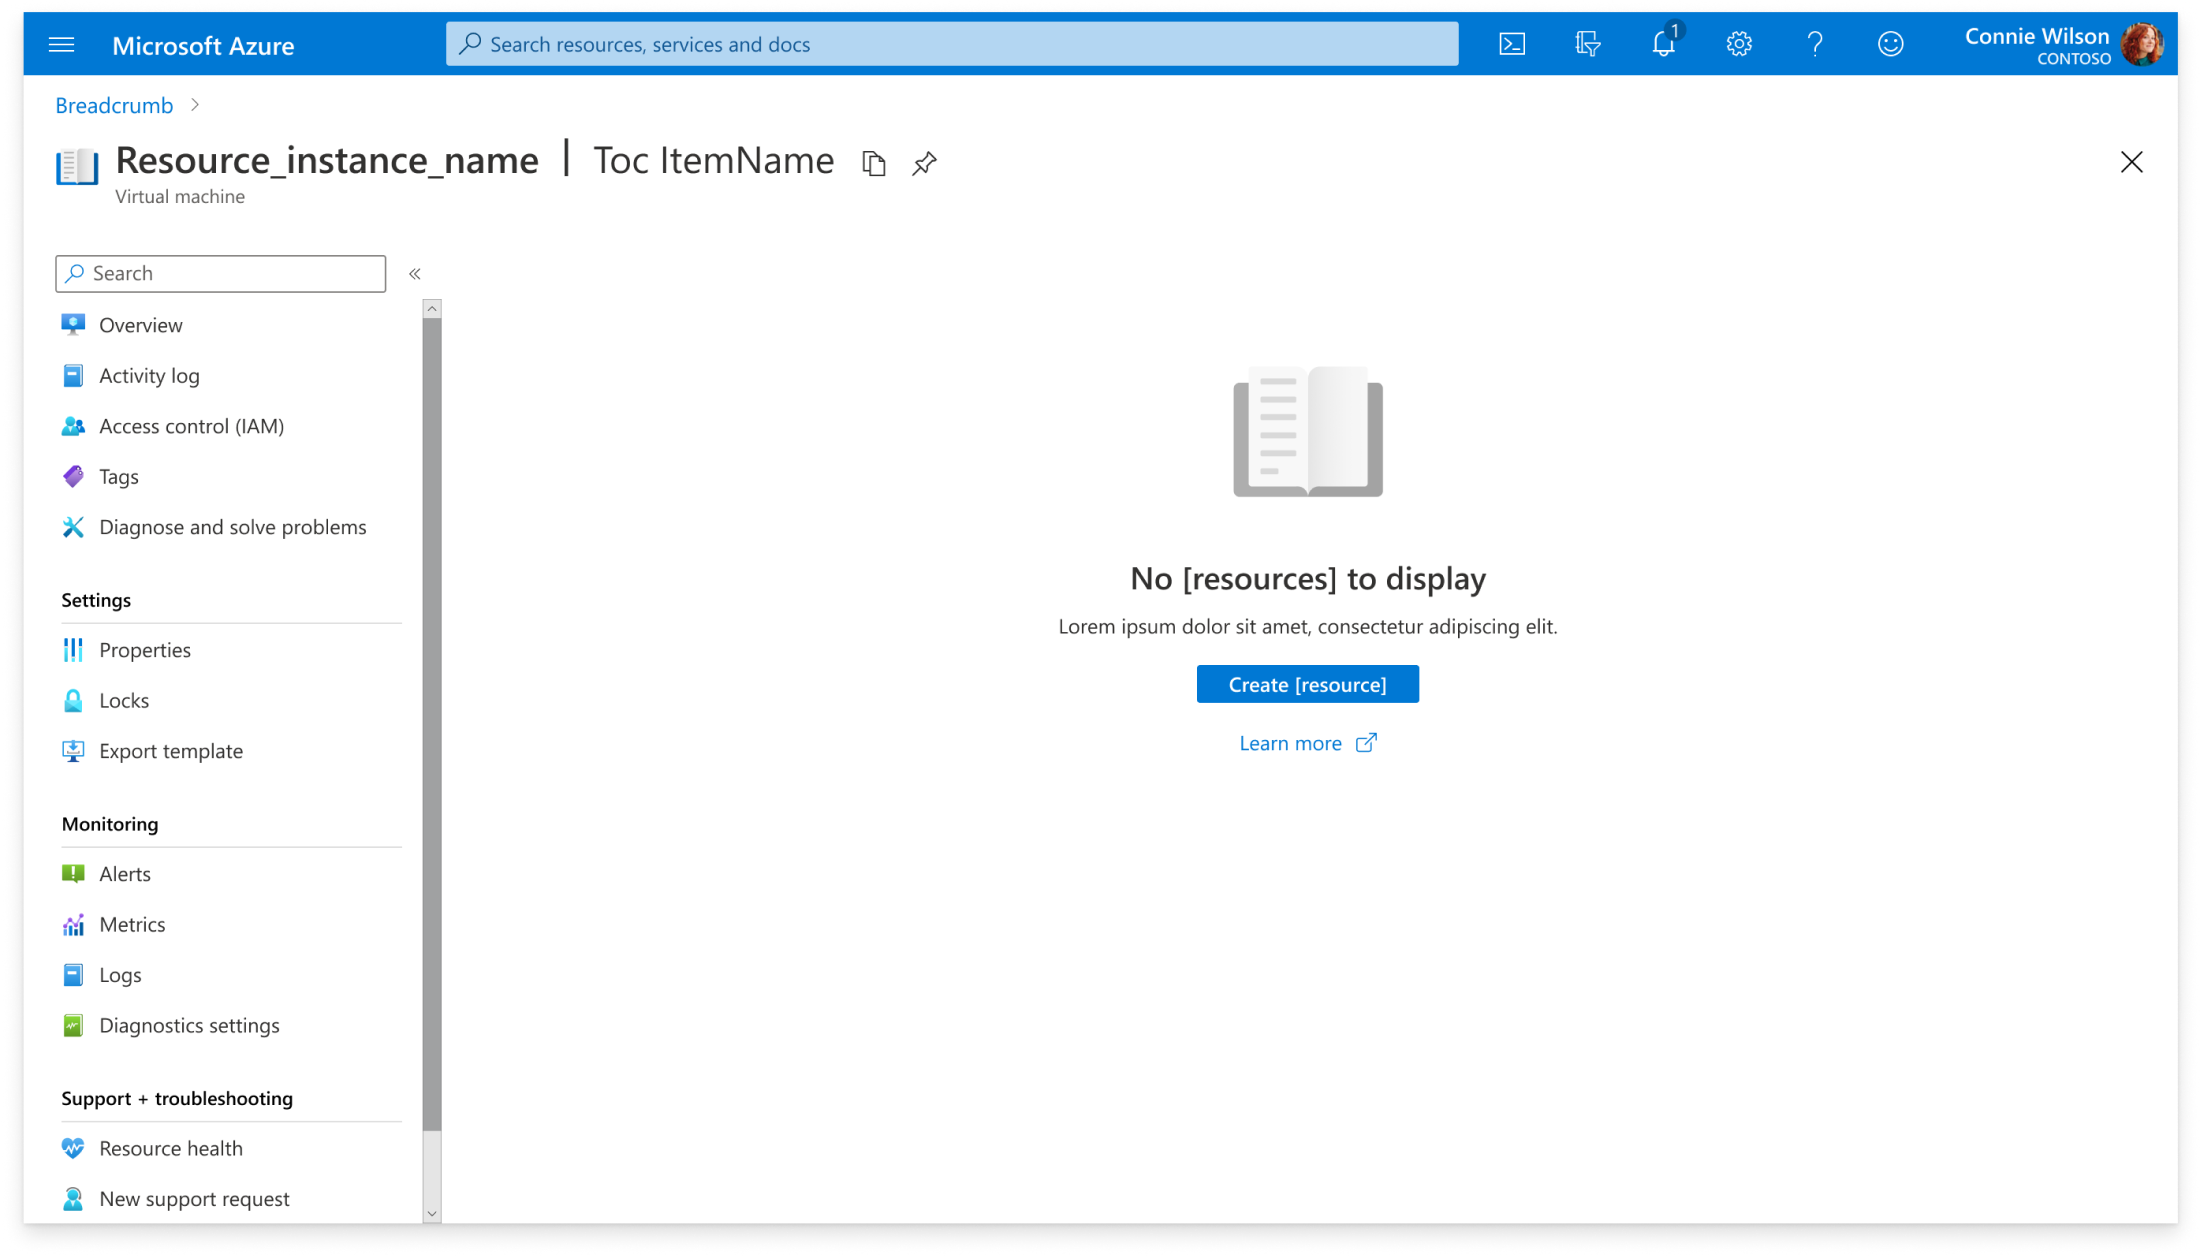 Microsoft Azure
Search resources, services and docs
1
Connie Wilson
CONTOSO
Breadcrumb
Resource_instance_name | Toc ItemName
Virtual machine
Search
Overview
Activity log
Access control (IAM)
Tags
Diagnose and solve problems
Settings
Properties
Locks
Export template
Monitoring
Alerts
Metrics
Logs
Diagnostics settings
Support + troubleshooting
Resource health
New support request
No [resources] to display
Lorem ipsum dolor sit amet, consectetur adipiscing elit.
Create [resource]
Learn more